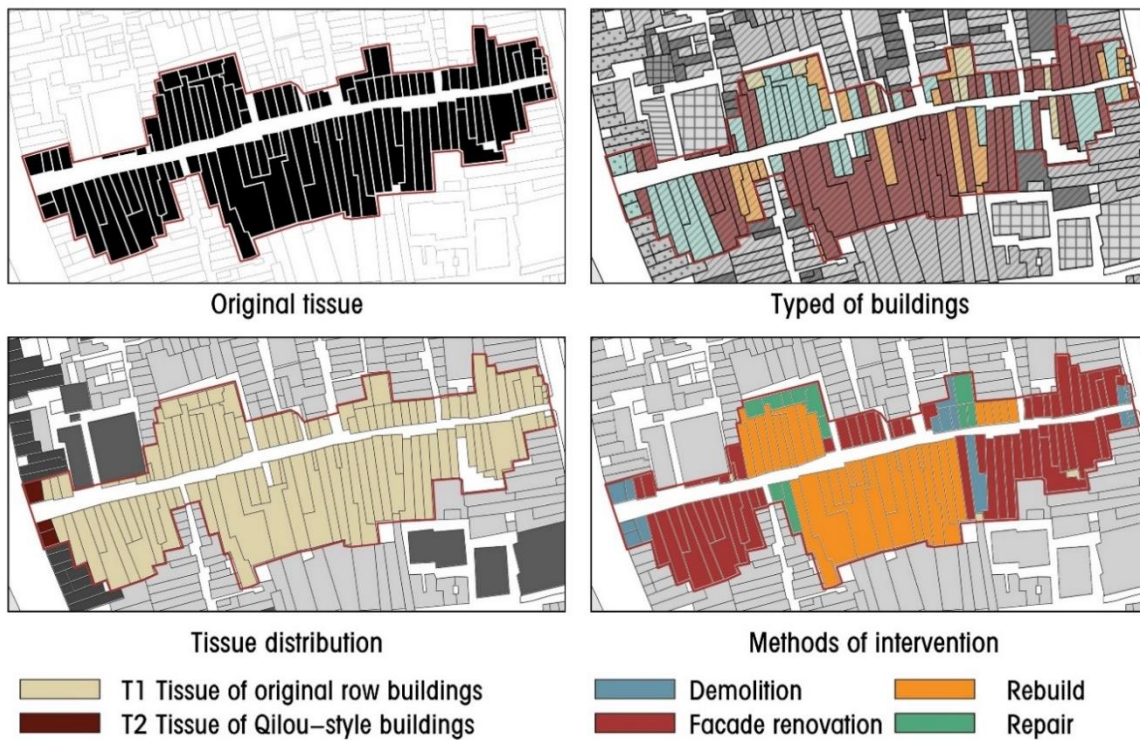 Original tissue
Typed of buildings
Tissue distribution
Methods of intervention
T1 Tissue of original row buildings
T2 Tissue of Qilou-style buildings
Demolition
Rebuild
Facade renovation
Repair